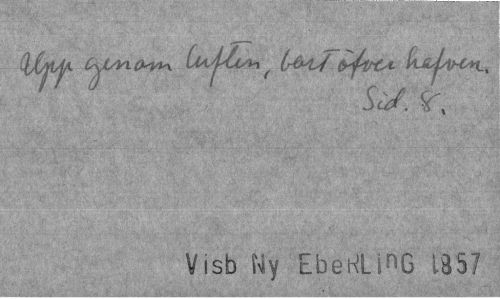 Upp genom luften, bort öfver hafven.
Sid. 8.
Visb Ny EbeRLinG 1857